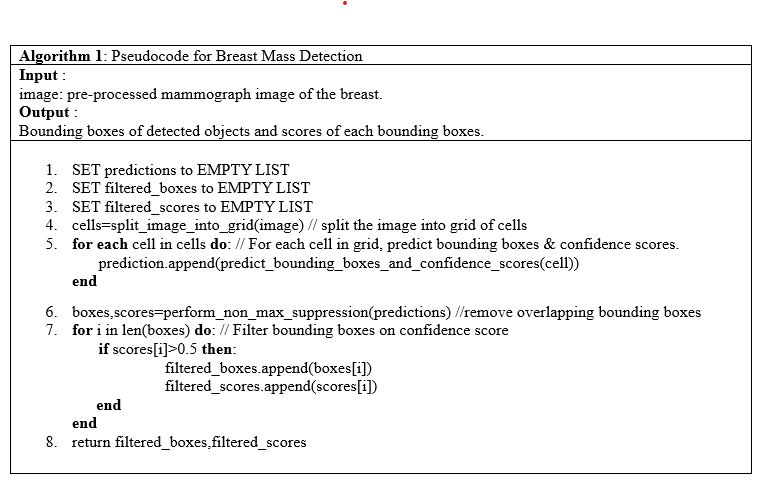 Algorithm 1: Pseudocode for Breast Mass Detection
Input :
image: pre-processed mammograph image of the breast.
Output :
Bounding boxes of detected objects and scores of each bounding boxes.
1. SET predictions to EMPTY LIST
2. SET filtered_boxes to EMPTY LIST
3. SET filtered_scores to EMPTY LIST
4. cells=split_image_into_grid(image) // split the image into grid of cells
5. for each cell in cells do: // For each cell in grid, predict bounding boxes & confidence scores.
prediction.append(predict_bounding_boxes_and_confidence_scores(cell))
end
6. boxes,scores=perform_non_max_suppression(predictions) //remove overlapping bounding boxes
7. for i in len(boxes) do: // Filter bounding boxes on confidence score
if scores[i]>0.5 then:
filtered_boxes.append(boxes[i])
filtered_scores.append(scores[i])
end
end
8. return filtered_boxes,filtered_scores